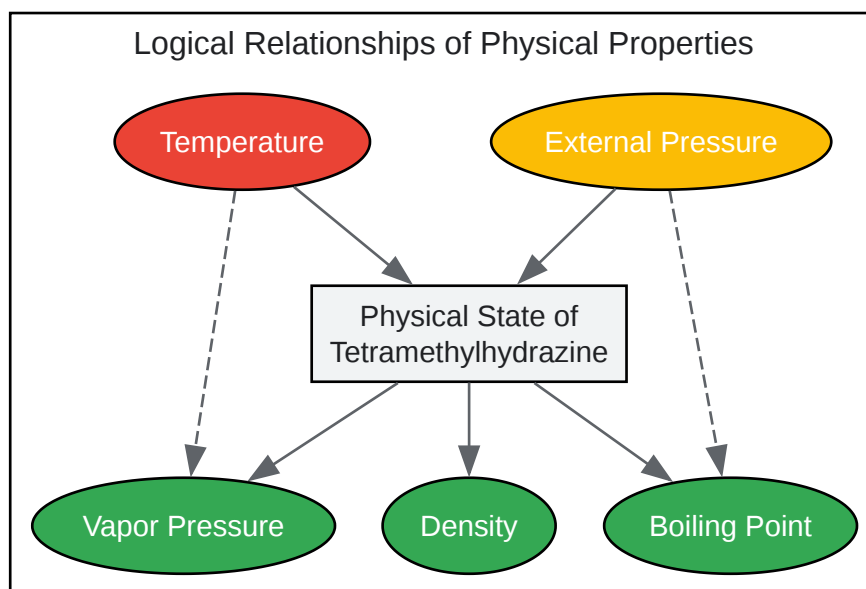 Logical Relationships of Physical Properties
Temperature
External Pressure
Physical State of
Tetramethylhydrazine
Vapor Pressure
Density
Boiling Point